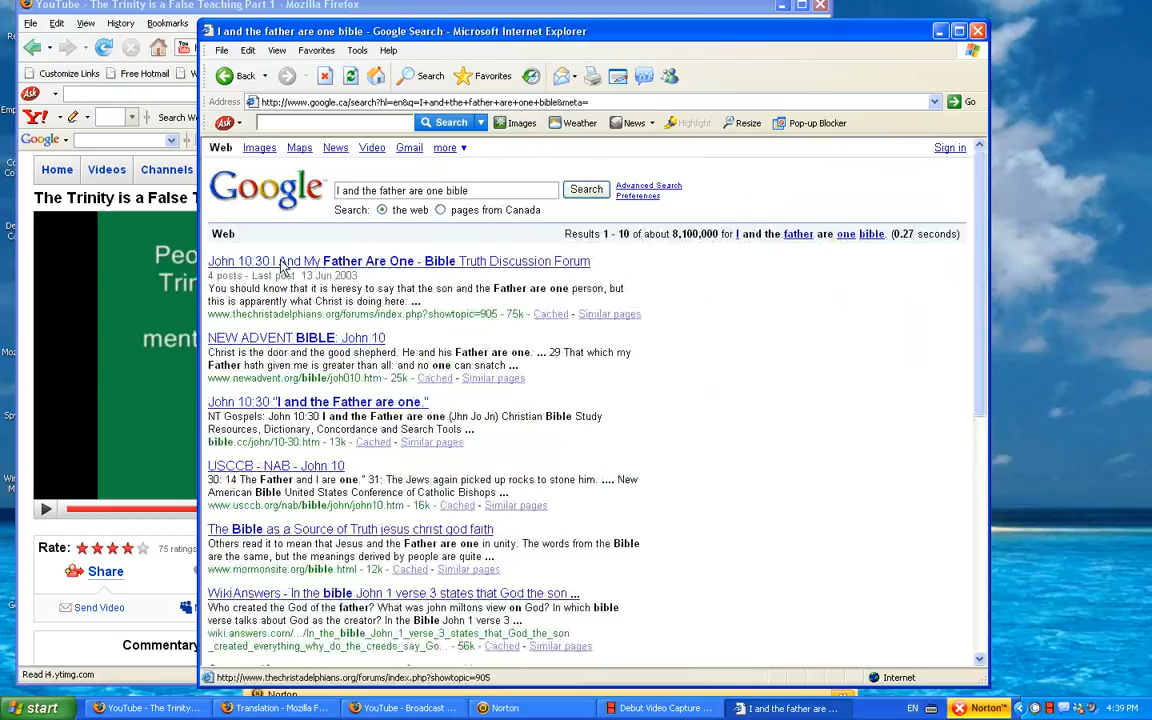 YouTube - The Trinity is a False Teaching Part 1 - Mozilla Firefox
File Edit View History Bookmarks
Customize Links Free Hotmail
Ask
Search We
Google
Home Videos Channels
The Trinity is a False T
Peo
Trin
ment
Rate: 75 ratings
Share
Send Video
Commentary
Read i4.ytimg.com
I and the father are one bible - Google Search - Microsoft Internet Explorer
File Edit View Favorites Tools Help
Back Search Favorites
Address http://www.google.ca/search?hl=en&q=I+and+the+father+are+one+bible&meta= Go
Ask Search Images Weather News Highlight Resize Pop-up Blocker
Web Images Maps News Video Gmail more ▼ Sign in
Google I and the father are one bible Search Advanced Search
Preferences
Search: the web pages from Canada
Web Results 1 - 10 of about 8,100,000 for I and the father are one bible. (0.27 seconds)
John 10:30 I And My Father Are One - Bible Truth Discussion Forum
4 posts - Last post 13 Jun 2003
You should know that it is heresy to say that the son and the Father are one person, but
this is apparently what Christ is doing here. ...
www.thechristadelphians.org/forums/index.php?showtopic=905 - 75k - Cached - Similar pages
NEW ADVENT BIBLE: John 10
Christ is the door and the good shepherd. He and his Father are one. ... 29 That which my
Father hath given me is greater than all: and no one can snatch ...
www.newadvent.org/bible/joh010.htm - 25k - Cached - Similar pages
John 10:30 "I and the Father are one."
NT Gospels: John 10:30 I and the Father are one (Jhn Jo Jn) Christian Bible Study
Resources, Dictionary, Concordance and Search Tools ...
bible.cc/john/10-30.htm - 13k - Cached - Similar pages
USCCB - NAB - John 10
30: 14 The Father and I are one." 31: The Jews again picked up rocks to stone him. .... New
American Bible United States Conference of Catholic Bishops ...
www.usccb.org/nab/bible/john/john10.htm - 16k - Cached - Similar pages
The Bible as a Source of Truth jesus christ god faith
Others read it to mean that Jesus and the Father are one in unity. The words from the Bible
are the same, but the meanings derived by people are quite ...
www.mormonsite.org/bible.html - 12k - Cached - Similar pages
WikiAnswers - In the bible John 1 verse 3 states that God the son ...
Who created the God of the father? What was john miltons view on God? In which bible
verse talks about God as the creator? In the Bible John 1 verse 3 ...
wiki.answers.com/.../In_the_bible_John_1_verse_3_states_that_God_the_son
_created_everything_why_do_the_creeds_say_Go... - 56k - Cached - Similar pages
http://www.thechristadelphians.org/forums/index.php?showtopic=905 Internet
Norton
start YouTube - The Trinity... Translation - Mozilla F... YouTube - Broadcast ... Norton Debut Video Capture ... I and the father are ... EN Norton™ 4:39 PM